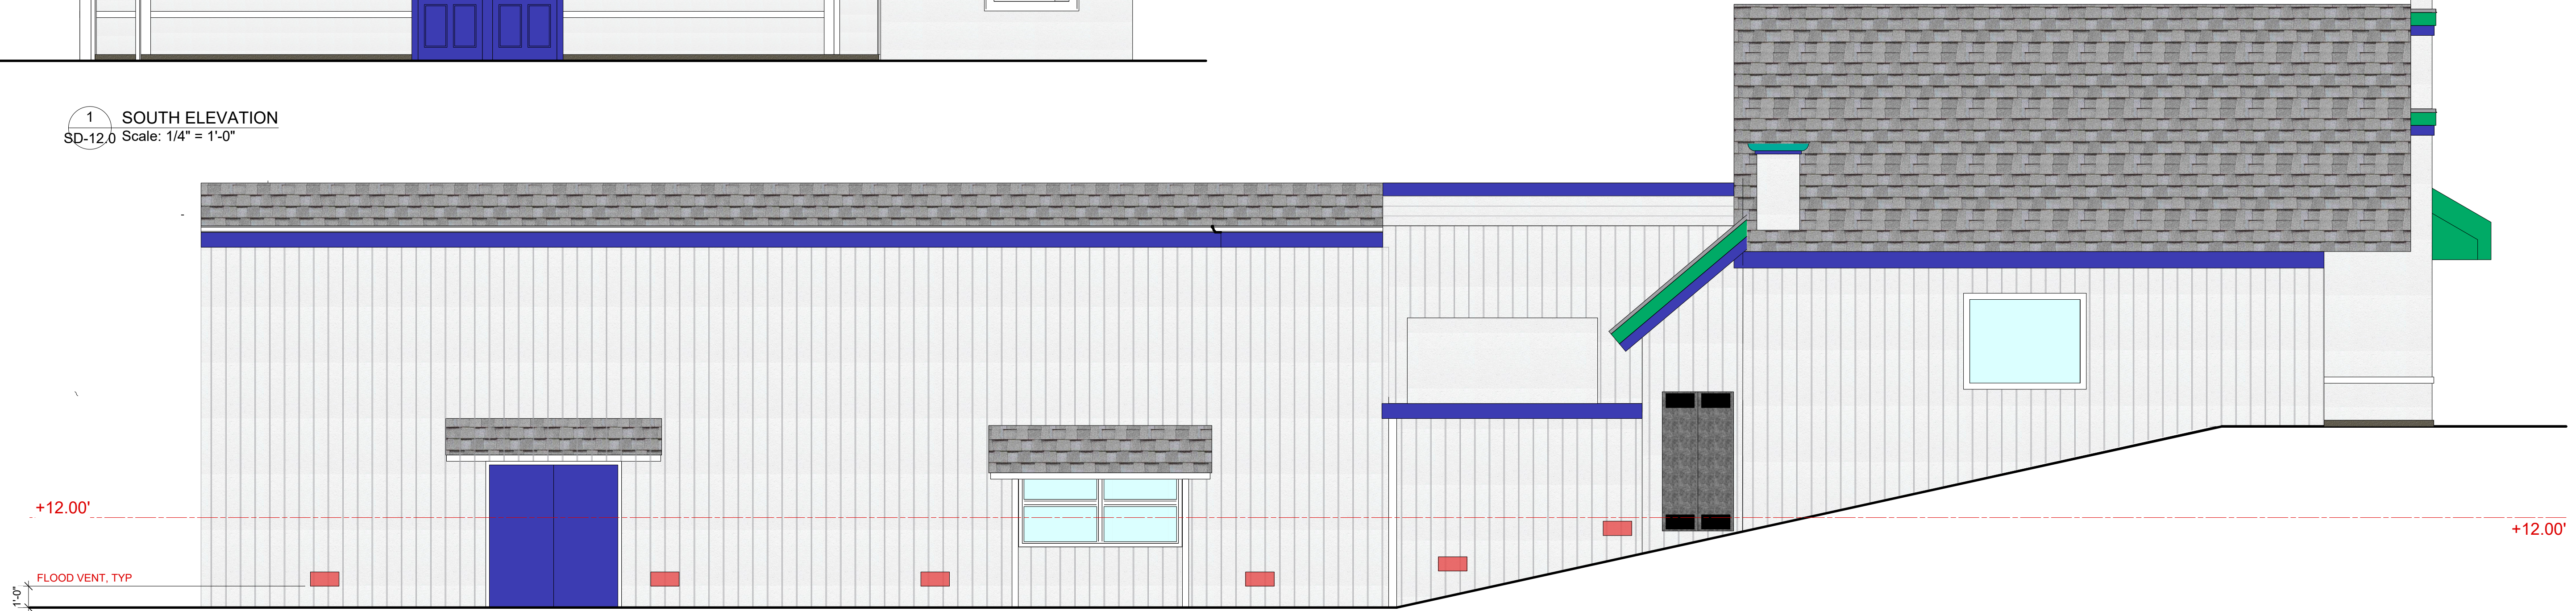 1
SOUTH ELEVATION
SD-12.0
Scale: 1/4" = 1'-0"
+12.00'
+12.00'
FLOOD VENT, TYP
1'-0"